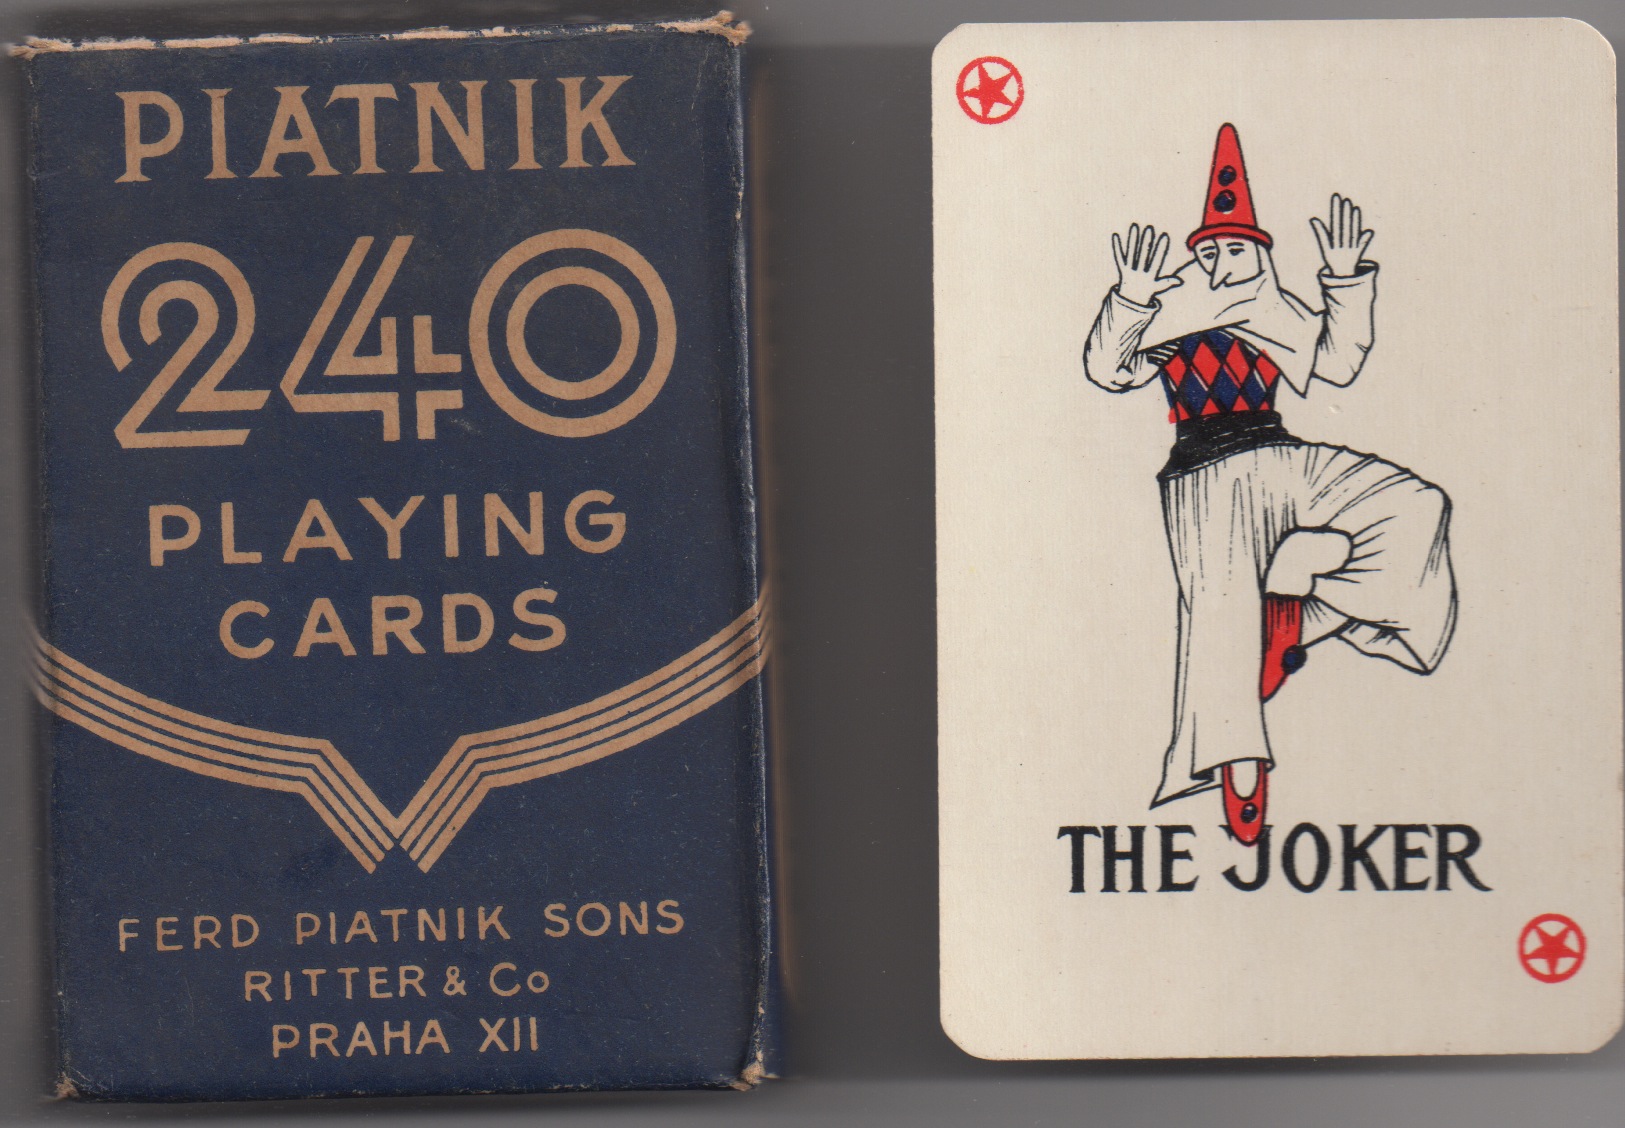 PIATNIK
240
PLAYING
CARDS
FERD PIATNIK SONS
RITTER & Co
PRAHA XII
THE JOKER